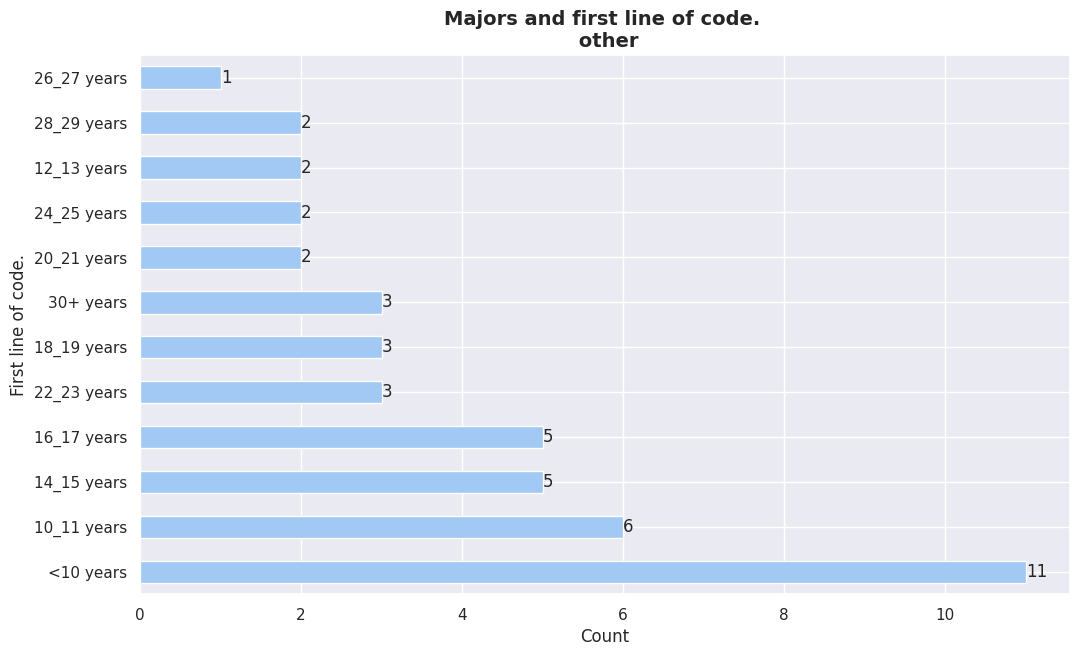 Majors and first line of code.
other
First line of code.
26_27 years
1
28_29 years
2
12_13 years
2
24_25 years
2
20_21 years
2
30+ years
3
18_19 years
3
22_23 years
3
16_17 years
5
14_15 years
5
10_11 years
6
<10 years
11
0 2 4 6 8 10
Count